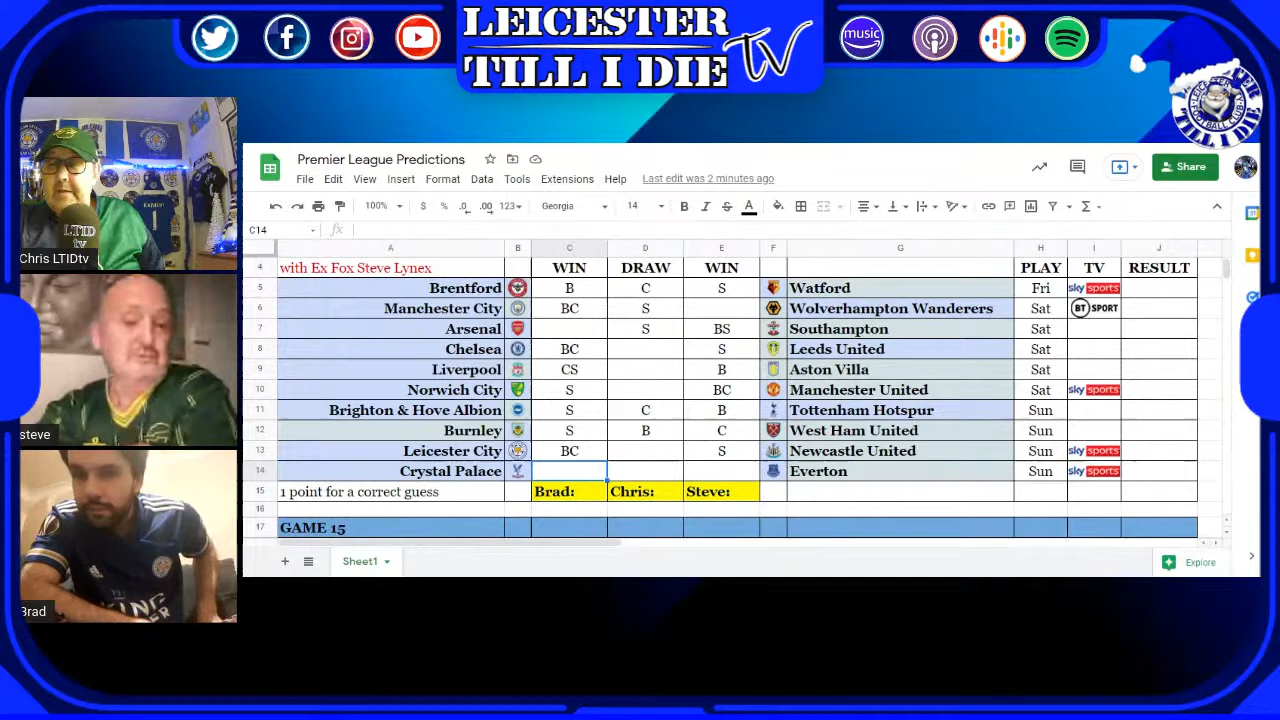 LEICESTER
TILL I DIE
TV
music
Premier League Predictions
File Edit View Insert Format Tools Extensions Help Last edit was 2 minutes ago
Share
100% $ % .0 .00 123 Georgia 14 B I S A
C14 fx
A B C D E F G H I J
4 with Ex Fox Steve Lynex WIN DRAW WIN PLAY TV RESULT
5 Brentford B C S Watford Fri sky sports
6 Manchester City BC S Wolverhampton Wanderers Sat BT SPORT
7 Arsenal S BS Southampton Sat
8 Chelsea BC S Leeds United Sat
9 Liverpool CS B Aston Villa Sat
10 Norwich City S BC Manchester United Sat sky sports
11 Brighton & Hove Albion S C B Tottenham Hotspur Sun
12 Burnley S B C West Ham United Sun
13 Leicester City BC S Newcastle United Sun sky sports
14 Crystal Palace Everton Sun sky sports
15 1 point for a correct guess Brad: Chris: Steve:
16
17 GAME 15
Sheet1
Explore
LTID
tv
Chris LTIDtv
steve
Brad